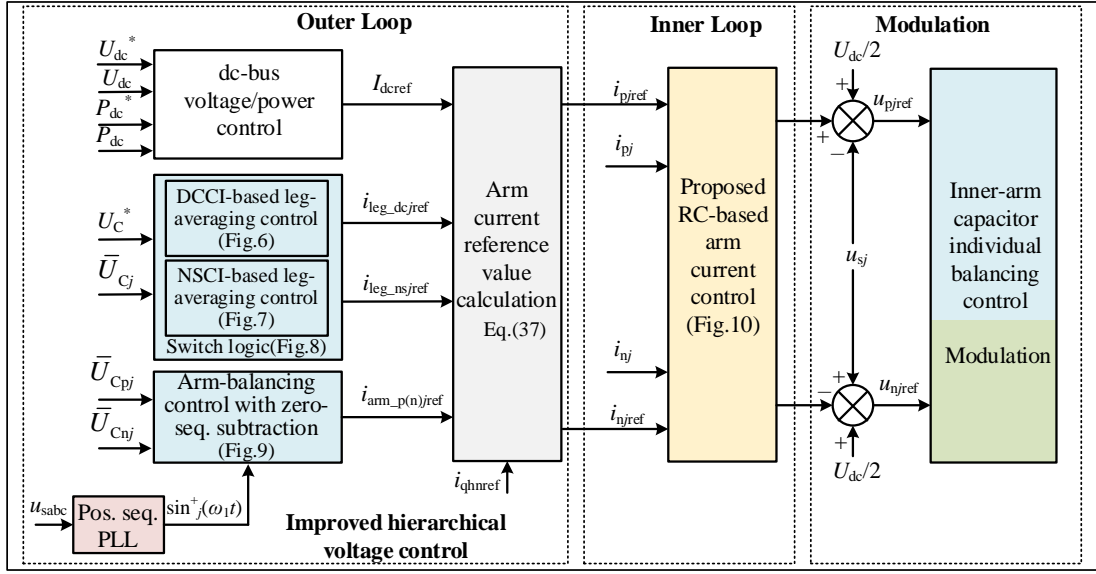 Outer Loop
U_dc^*
U_dc
P_dc^*
P_dc
dc-bus
voltage/power
control
I_dcref
U_C^*
Ū_Cj
DCCI-based leg-
averaging control
(Fig.6)
NSCI-based leg-
averaging control
(Fig.7)
Switch logic(Fig.8)
i_leg_dcjref
i_leg_nsjref
Ū_Cpj
Ū_Cnj
Arm-balancing
control with zero-
seq. subtraction
(Fig.9)
i_arm_p(n)jref
u_sabc
Pos. seq.
PLL
sin^+_j(ω_1t)
Arm
current
reference
value
calculation
Eq.(37)
i_qhnref
Improved hierarchical
voltage control
Inner Loop
i_pjref
i_pj
i_nj
i_njref
Proposed
RC-based
arm
current
control
(Fig.10)
Modulation
U_dc/2
+
+
−
u_pjref
u_sj
+
−
+
u_njref
U_dc/2
Inner-arm
capacitor
individual
balancing
control
Modulation